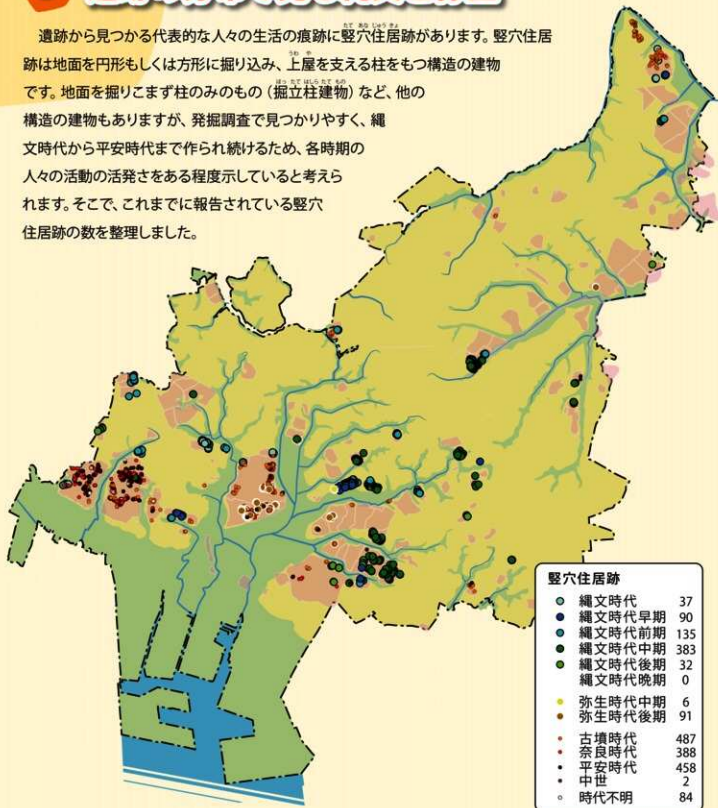 遺跡から見つかる代表的な人々の生活の痕跡に竪穴住居跡があります。竪穴住居
跡は地面を円形もしくは方形に掘り込み、上屋を支える柱をもつ構造の建物
です。地面を掘りこまず柱のみのもの(掘立柱建物)など、他の
構造の建物もありますが、発掘調査で見つかりやすく、縄
文時代から平安時代まで作られ続けるため、各時期の
人々の活動の活発さをある程度示していると考えら
れます。そこで、これまでに報告されている竪穴
住居跡の数を整理しました。
竪穴住居跡
縄文時代 37
縄文時代早期 90
縄文時代前期 135
縄文時代中期 383
縄文時代後期 32
縄文時代晩期 0
弥生時代中期 6
弥生時代後期 91
古墳時代 487
奈良時代 388
平安時代 458
中世 2
時代不明 84